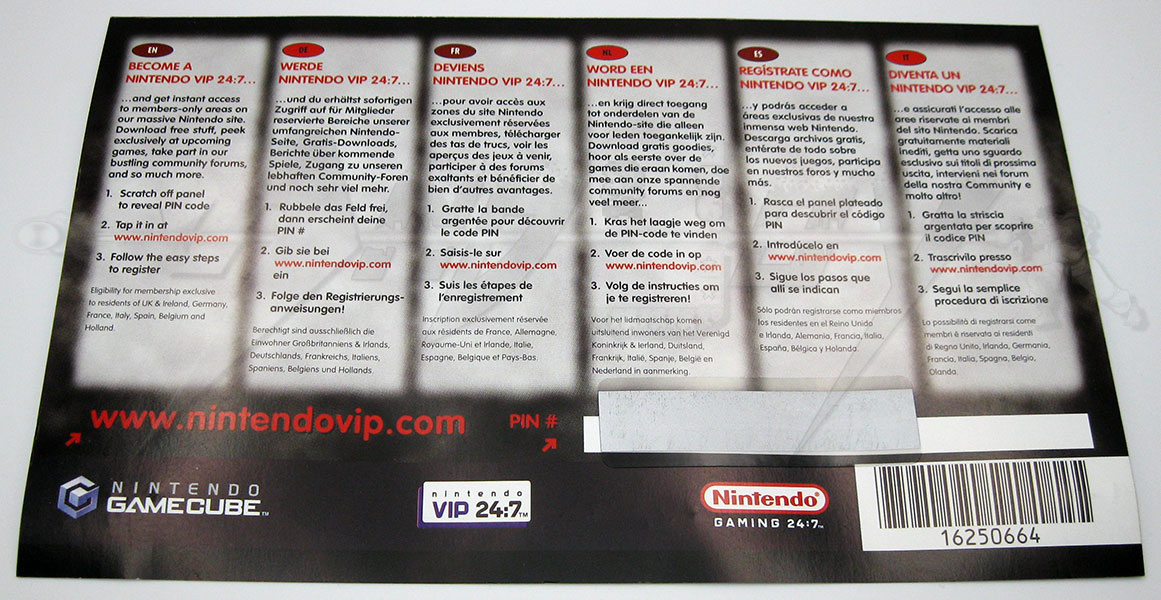 EN
BECOME A
NINTENDO VIP 24:7...
...and get instant access
to members-only areas on
our massive Nintendo site.
Download free stuff, peek
exclusively at upcoming
games, take part in our
bustling community forums,
and so much more.
1. Scratch off panel
to reveal PIN code
2. Tap it in at
www.nintendovip.com
3. Follow the easy steps
to register
Eligibility for membership exclusive
to residents of UK & Ireland, Germany,
France, Italy, Spain, Belgium and
Holland.
DE
WERDE
NINTENDO VIP 24:7...
...und du erhältst sofortigen
Zugriff auf für Mitglieder
reservierte Bereiche unserer
umfangreichen Nintendo-
Seite, Gratis-Downloads,
Berichte über kommende
Spiele, Zugang zu unseren
lebhaften Community-Foren
und noch sehr viel mehr.
1. Rubbele das Feld frei,
dann erscheint deine
PIN #
2. Gib sie bei
www.nintendovip.com
ein
3. Folge den Registrierungs-
anweisungen!
Berechtigt sind ausschließlich die
Einwohner Großbritanniens & Irlands,
Deutschlands, Frankreichs, Italiens,
Spaniens, Belgiens und Hollands.
FR
DEVIENS
NINTENDO VIP 24:7...
...pour avoir accès aux
zones du site Nintendo
exclusivement réservées
aux membres, télécharger
des tas de trucs, voir les
aperçus des jeux à venir,
participer à des forums
exaltants et bénéficier de
bien d'autres avantages.
1. Gratte la bande
argentée pour découvrir
le code PIN
2. Saisis-le sur
www.nintendovip.com
3. Suis les étapes de
l'enregistrement
Inscription exclusivement réservée
aux résidents de France, Allemagne,
Royaume-Uni et Irlande, Italie,
Espagne, Belgique et Pays-Bas.
NL
WORD EEN
NINTENDO VIP 24:7...
...en krijg direct toegang
tot onderdelen van de
Nintendo-site die alleen
voor leden toegankelijk zijn.
Download gratis goodies,
hoor als eerste over de
games die eraan komen, doe
mee aan onze spannende
community forums en nog
veel meer...
1. Kras het laagje weg om
de PIN-code te vinden
2. Voer de code in op
www.nintendovip.com
3. Volg de instructies om
je te registreren!
Voor het lidmaatschap komen
uitsluitend inwoners van het Verenigd
Koninkrijk & Ierland, Duitsland,
Frankrijk, Italië, Spanje, België en
Nederland in aanmerking.
ES
REGÍSTRATE COMO
NINTENDO VIP 24:7...
...y podrás acceder a
áreas exclusivas de nuestra
inmensa web Nintendo.
Descarga archivos gratis,
entérate de todo sobre
los nuevos juegos, participa
en nuestros foros y mucho
más.
1. Rasca el panel plateado
para descubrir el código
PIN
2. Introdúcelo en
www.nintendovip.com
3. Sigue los pasos que
allí se indican
Sólo podrán registrarse como miembros
los residentes en el Reino Unido
e Irlanda, Alemania, Francia, Italia,
España, Bélgica y Holanda.
IT
DIVENTA UN
NINTENDO VIP 24:7...
...e assicurati l'accesso alle
aree riservate ai membri
del sito Nintendo. Scarica
gratuitamente materiali
inediti, getta uno sguardo
esclusivo sui titoli di prossima
uscita, intervieni nei forum
della nostra Community e
molto altro!
1. Gratta la striscia
argentata per scoprire
il codice PIN
2. Trascrivilo presso
www.nintendovip.com
3. Segui la semplice
procedura di iscrizione
La possibilità di registrarsi come
membri è riservata ai residenti
di Regno Unito, Irlanda, Germania,
Francia, Italia, Spagna, Belgio,
Olanda.
www.nintendovip.com
PIN #
NINTENDO
GAMECUBE™
nintendo
VIP 24:7™
Nintendo®
GAMING 24:7™
16250664